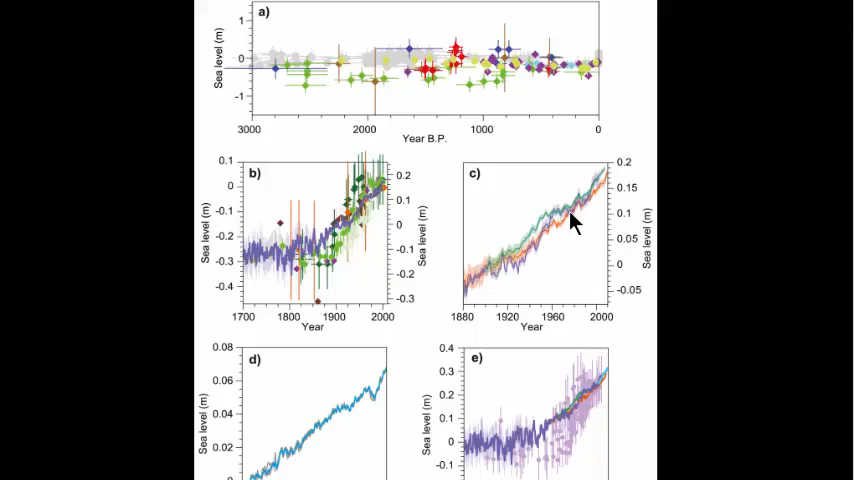 a)
Sea level (m)
1
0
-1
3000 2000 1000 0
Year B.P.
b)
Sea level (m)
0.1
0
-0.1
-0.2
-0.3
-0.4
0.2
0.1
0
-0.1
-0.2
-0.3
Sea level (m)
1700 1800 1900 2000
Year
c)
0.2
0.15
0.1
0.05
0
-0.05
Sea level (m)
1880 1920 1960 2000
Year
d)
Sea level (m)
0.08
0.06
0.04
0.02
e)
Sea level (m)
0.4
0.3
0.2
0.1
0
-0.1